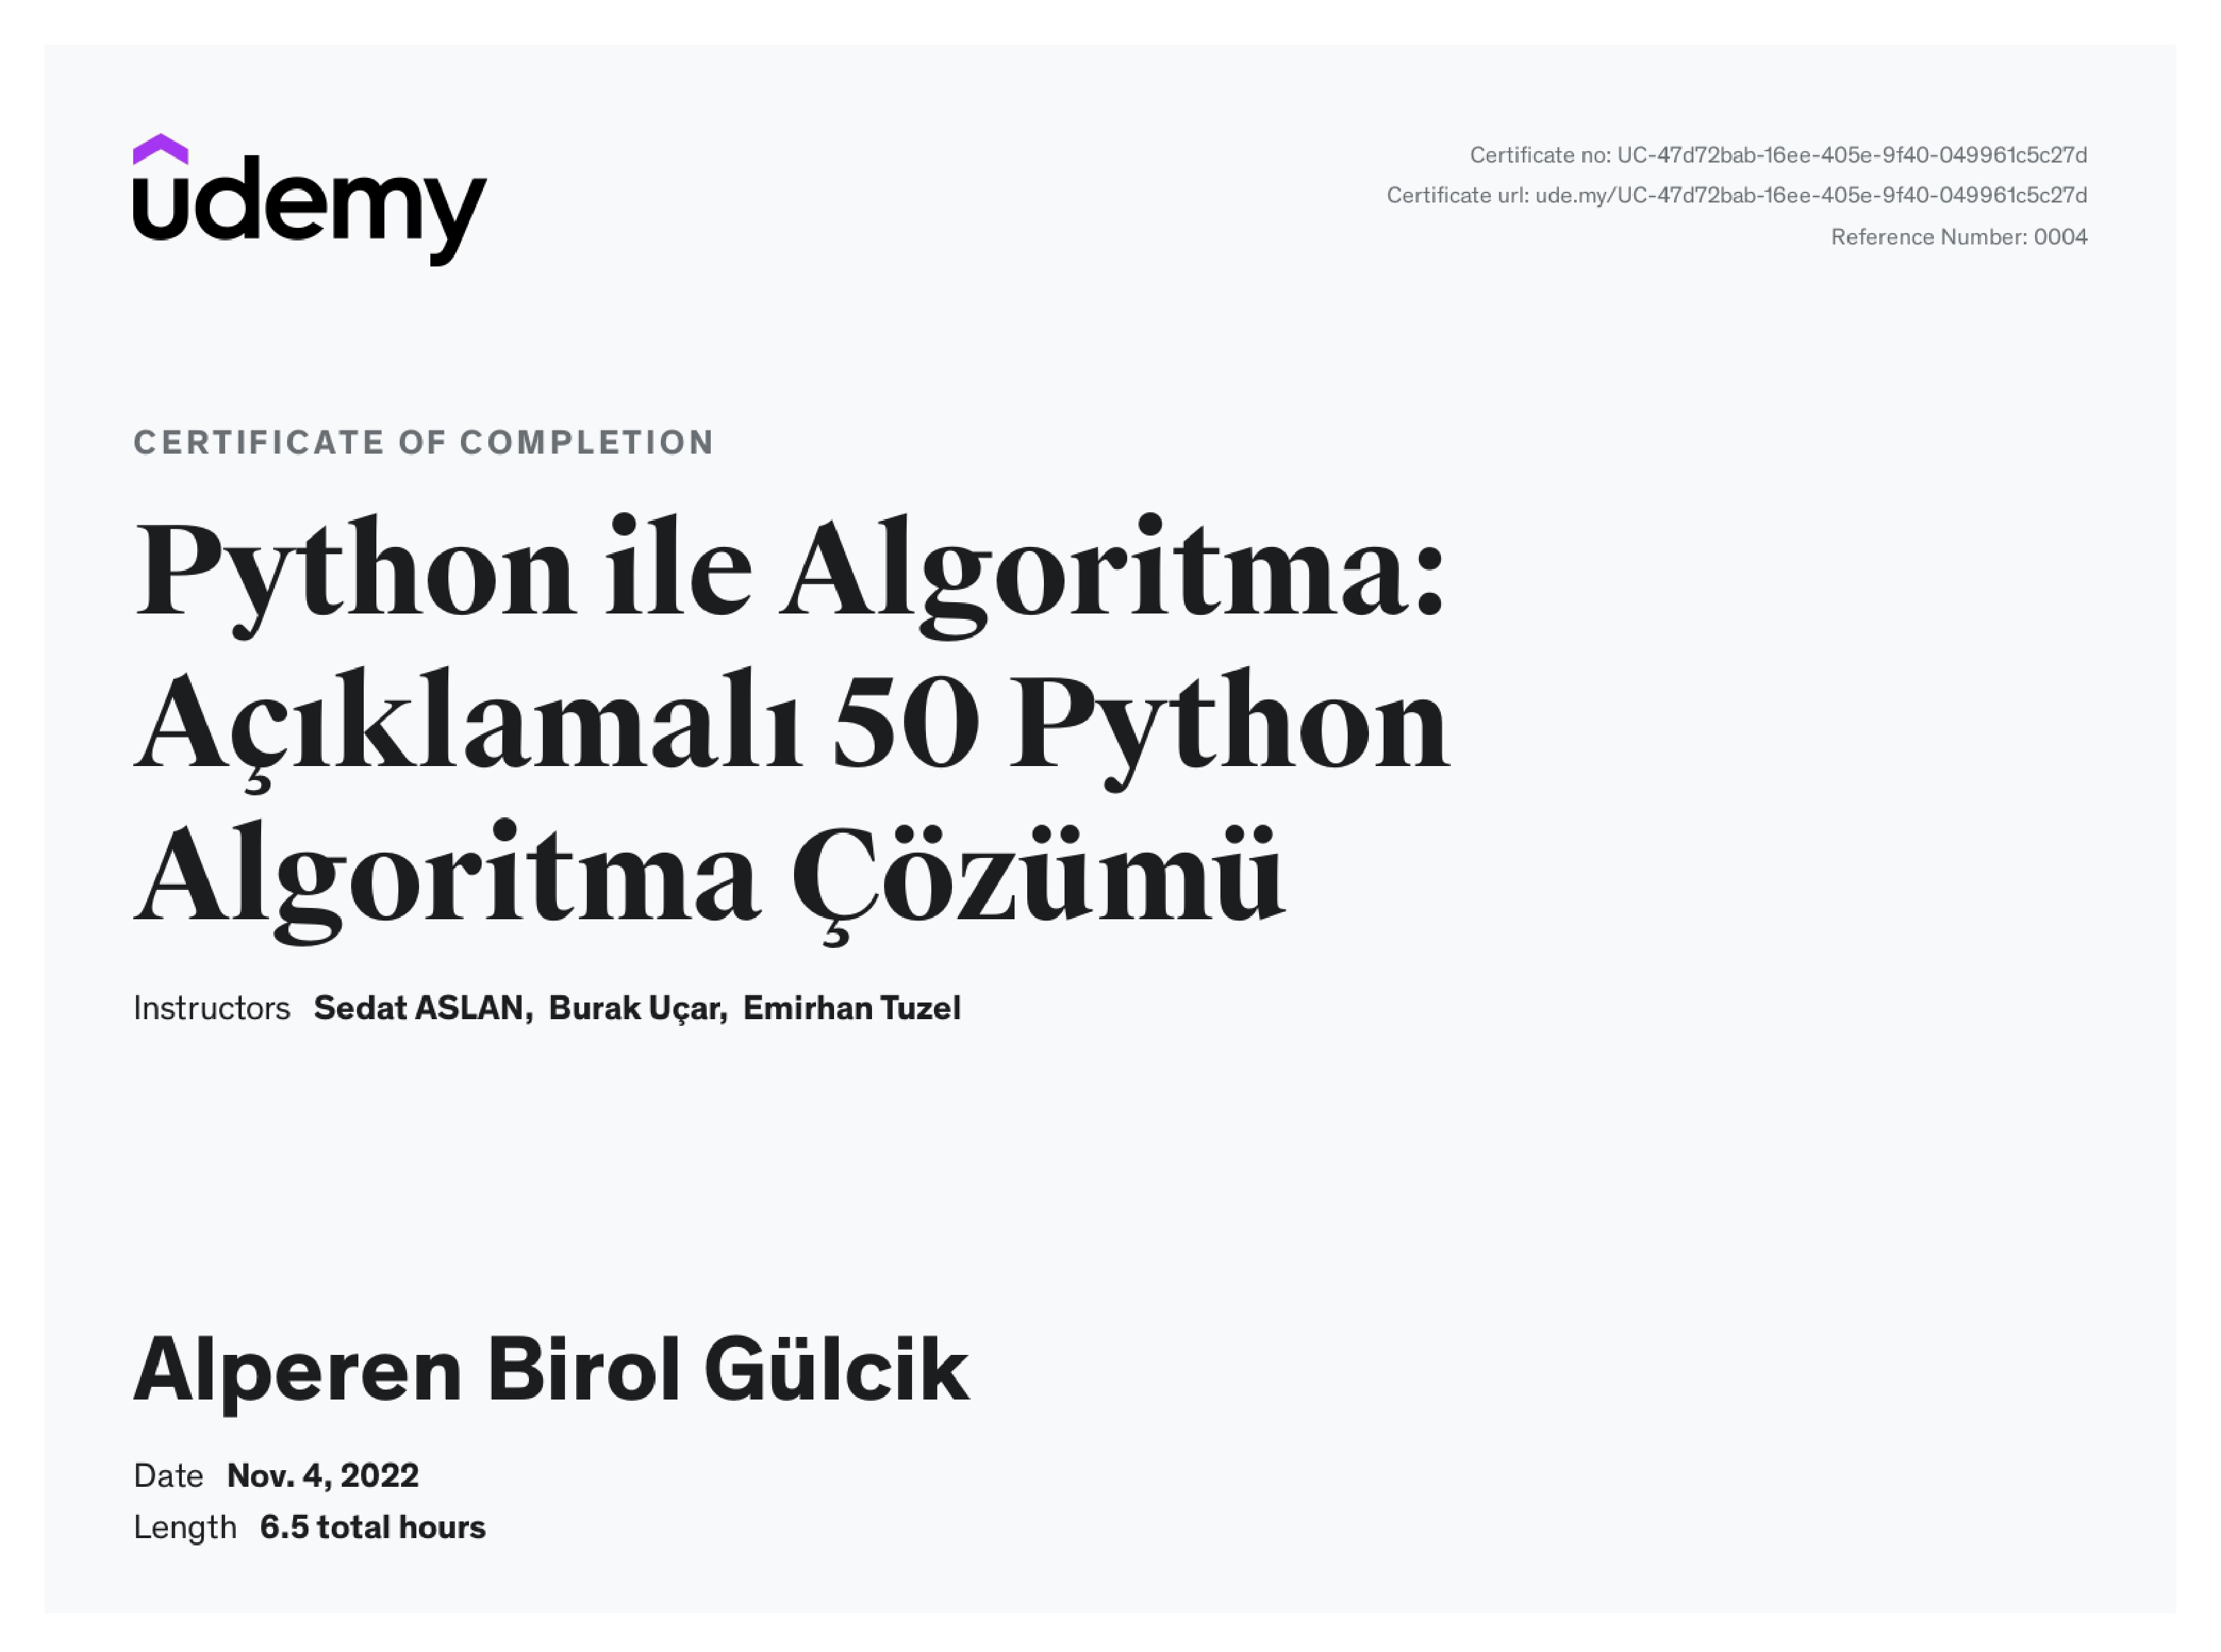 udemy
Certificate no: UC-47d72bab-16ee-405e-9f40-049961c5c27d
Certificate url: ude.my/UC-47d72bab-16ee-405e-9f40-049961c5c27d
Reference Number: 0004
CERTIFICATE OF COMPLETION
Python ile Algoritma:
Açıklamalı 50 Python
Algoritma Çözümü
Instructors Sedat ASLAN, Burak Uçar, Emirhan Tuzel
Alperen Birol Gülcik
Date Nov. 4, 2022
Length 6.5 total hours